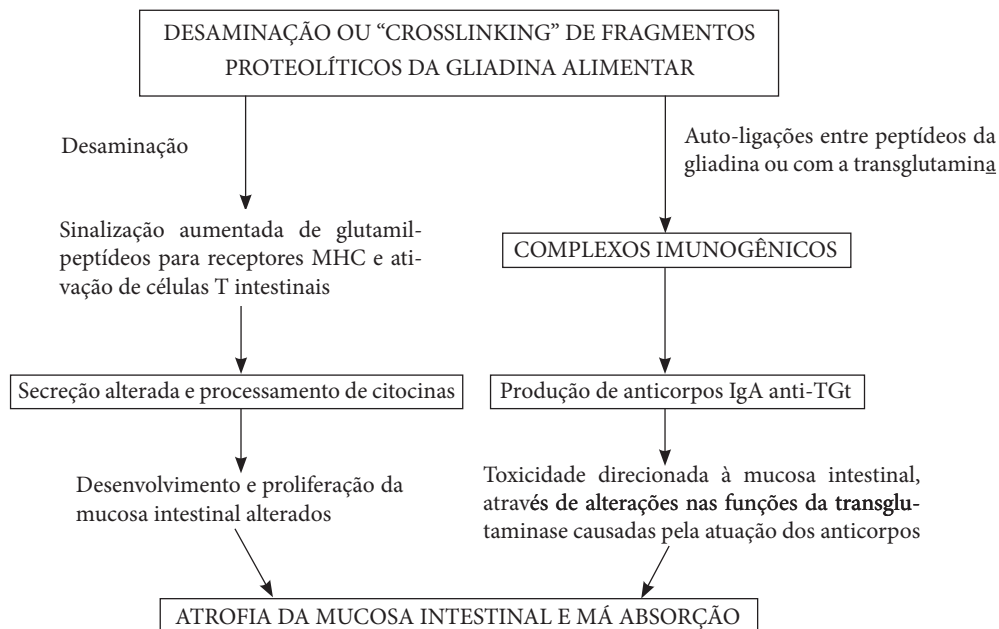 DESAMINAÇÃO OU “CROSSLINKING” DE FRAGMENTOS
PROTEOLÍTICOS DA GLIADINA ALIMENTAR
Desaminação
Auto-ligações entre peptídeos da
gliadina ou com a transglutamina
Sinalização aumentada de glutamil-
peptídeos para receptores MHC e ati-
vação de células T intestinais
COMPLEXOS IMUNOGÊNICOS
Secreção alterada e processamento de citocinas
Produção de anticorpos IgA anti-TGt
Desenvolvimento e proliferação da
mucosa intestinal alterados
Toxicidade direcionada à mucosa intestinal,
através de alterações nas funções da transglu-
taminase causadas pela atuação dos anticorpos
ATROFIA DA MUCOSA INTESTINAL E MÁ ABSORÇÃO